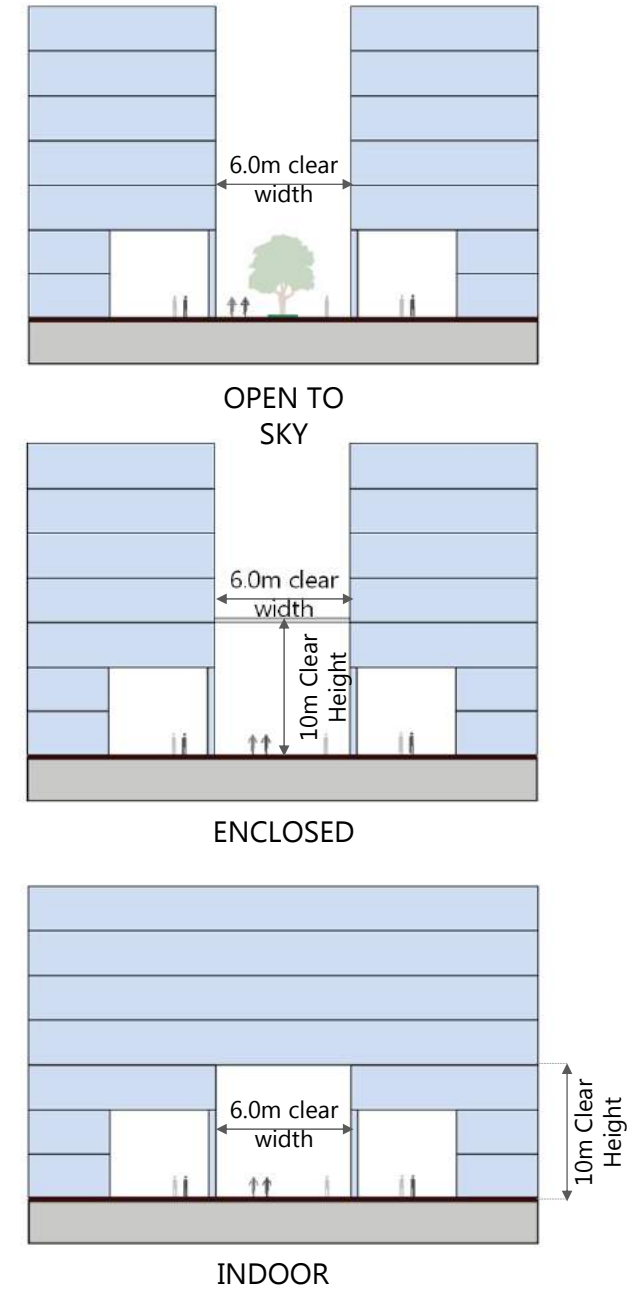 6.0m clear
width
OPEN TO
SKY
6.0m clear
width
10m Clear
Height
ENCLOSED
6.0m clear
width
10m Clear
Height
INDOOR